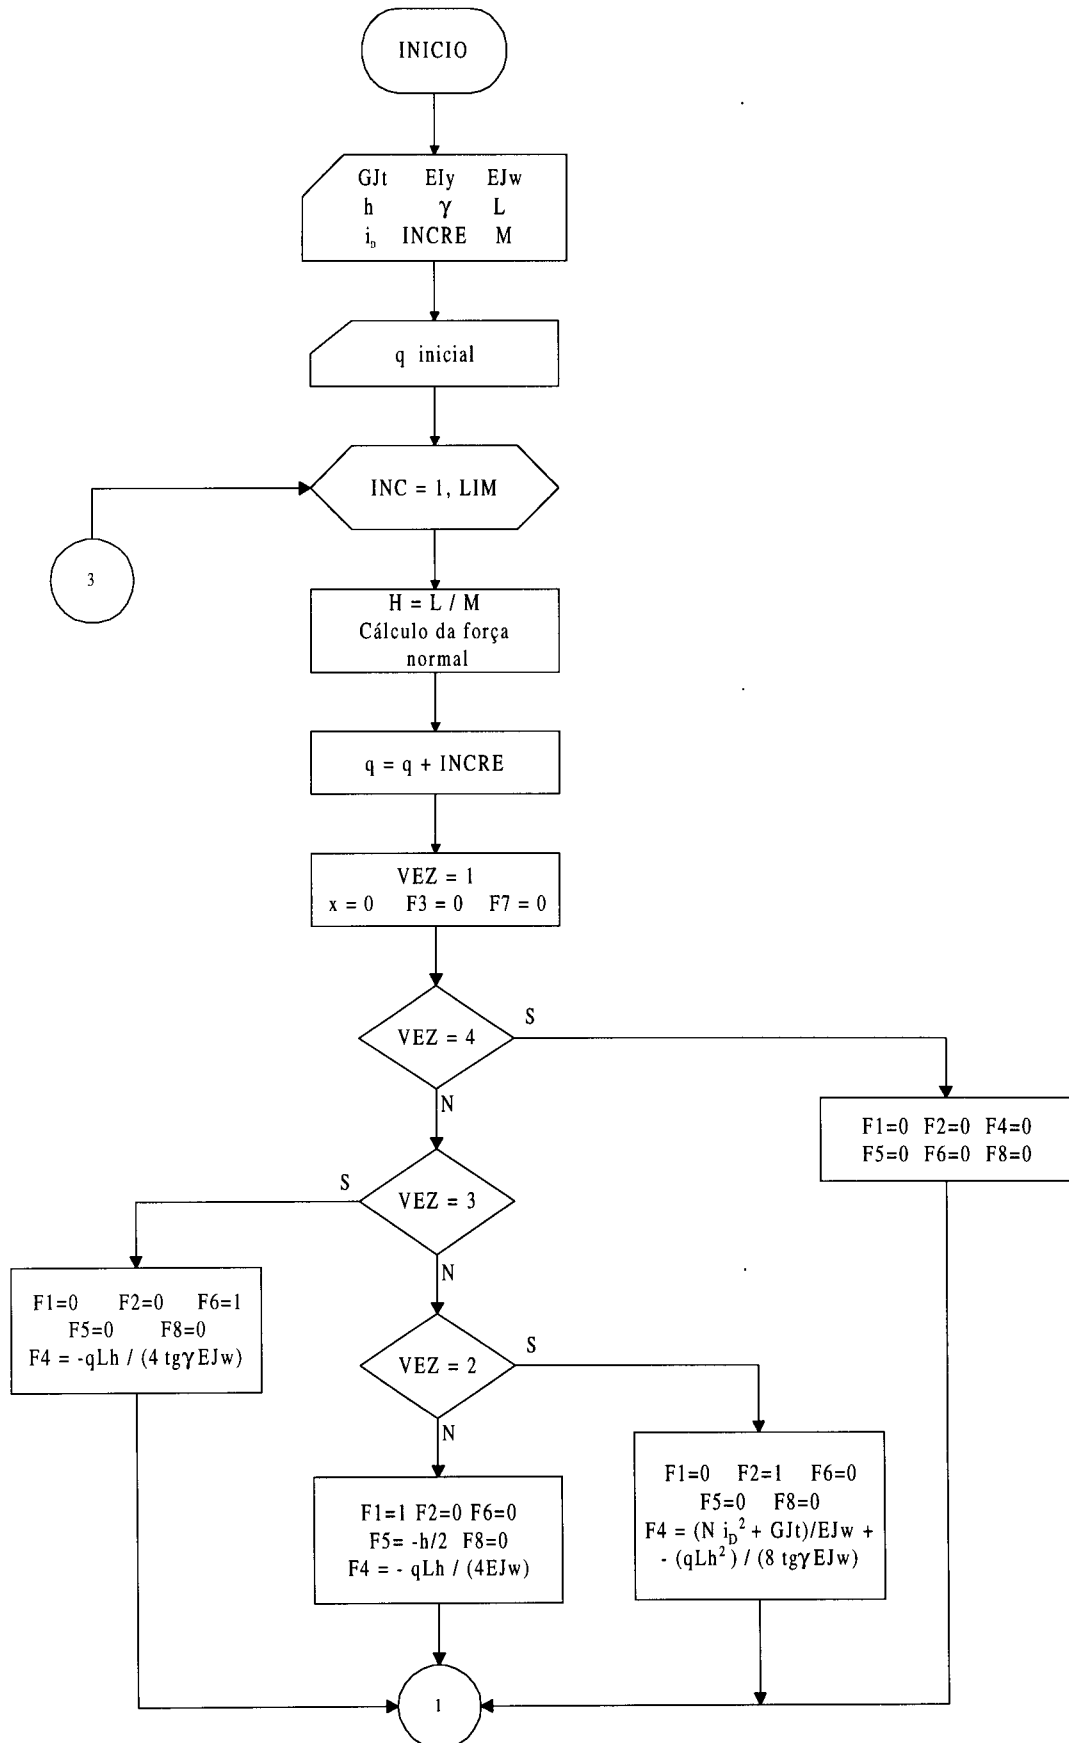 INICIO
GJt EIy EJw
h γ L
i_D INCRE M
q inicial
INC = 1, LIM
3
H = L / M
Cálculo da força
normal
q = q + INCRE
VEZ = 1
x = 0 F3 = 0 F7 = 0
VEZ = 4
S
N
F1=0 F2=0 F4=0
F5=0 F6=0 F8=0
VEZ = 3
S
N
F1=0 F2=0 F6=1
F5=0 F8=0
F4 = -qLh / (4 tgγ EJw)
VEZ = 2
S
N
F1=0 F2=1 F6=0
F5=0 F8=0
F4 = (N i_D² + GJt)/EJw +
- (qLh²) / (8 tgγ EJw)
F1=1 F2=0 F6=0
F5= -h/2 F8=0
F4 = - qLh / (4EJw)
1